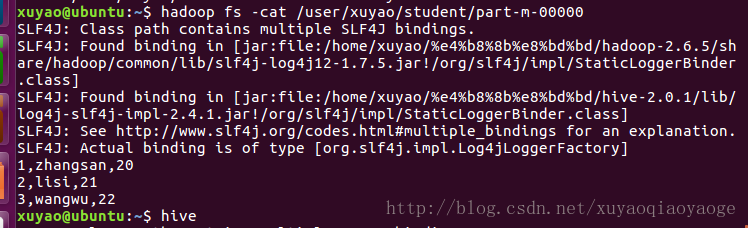 xuyao@ubuntu:~$ hadoop fs -cat /user/xuyao/student/part-m-00000
SLF4J: Class path contains multiple SLF4J bindings.
SLF4J: Found binding in [jar:file:/home/xuyao/%e4%b8%8b%e8%bd%bd/hadoop-2.6.5/sh
are/hadoop/common/lib/slf4j-log4j12-1.7.5.jar!/org/slf4j/impl/StaticLoggerBinder
.class]
SLF4J: Found binding in [jar:file:/home/xuyao/%e4%b8%8b%e8%bd%bd/hive-2.0.1/lib/
log4j-slf4j-impl-2.4.1.jar!/org/slf4j/impl/StaticLoggerBinder.class]
SLF4J: See http://www.slf4j.org/codes.html#multiple_bindings for an explanation.
SLF4J: Actual binding is of type [org.slf4j.impl.Log4jLoggerFactory]
1,zhangsan,20
2,lisi,21
3,wangwu,22
http://blog.csdn.net/xuyaoqiaoyaoge
xuyao@ubuntu:~$ hive